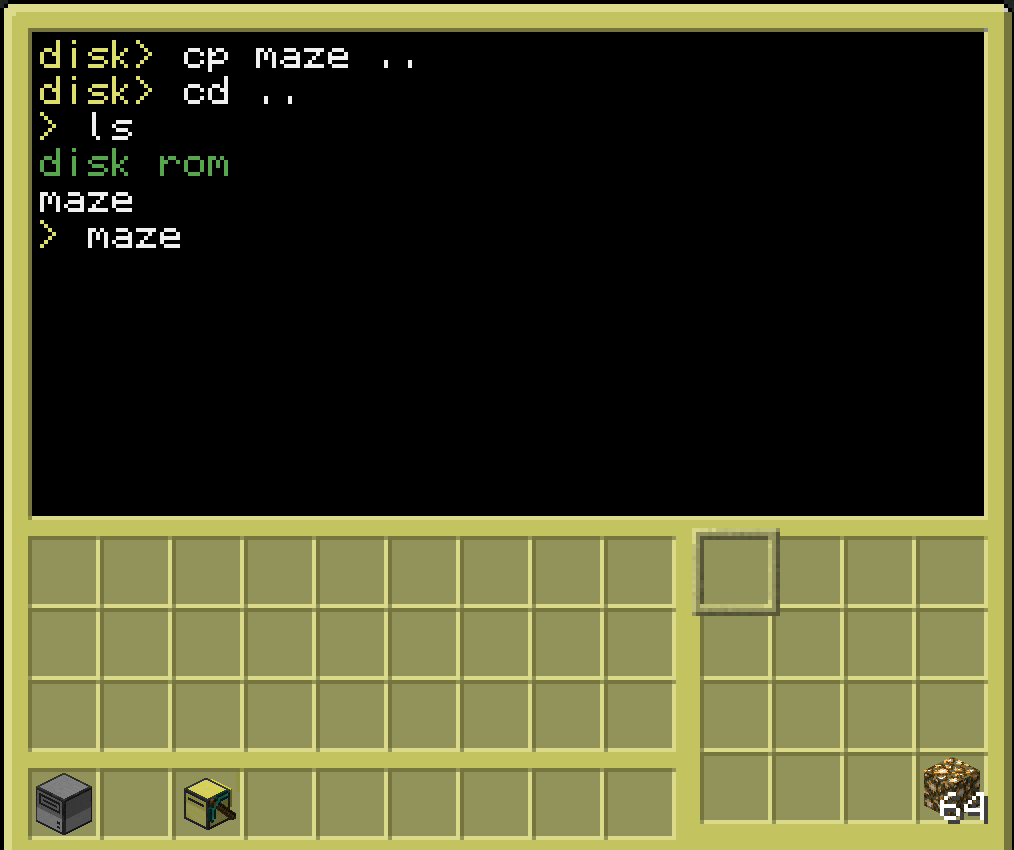 disk> cp maze ..
disk> cd ..
> ls
disk rom
maze
> maze
64